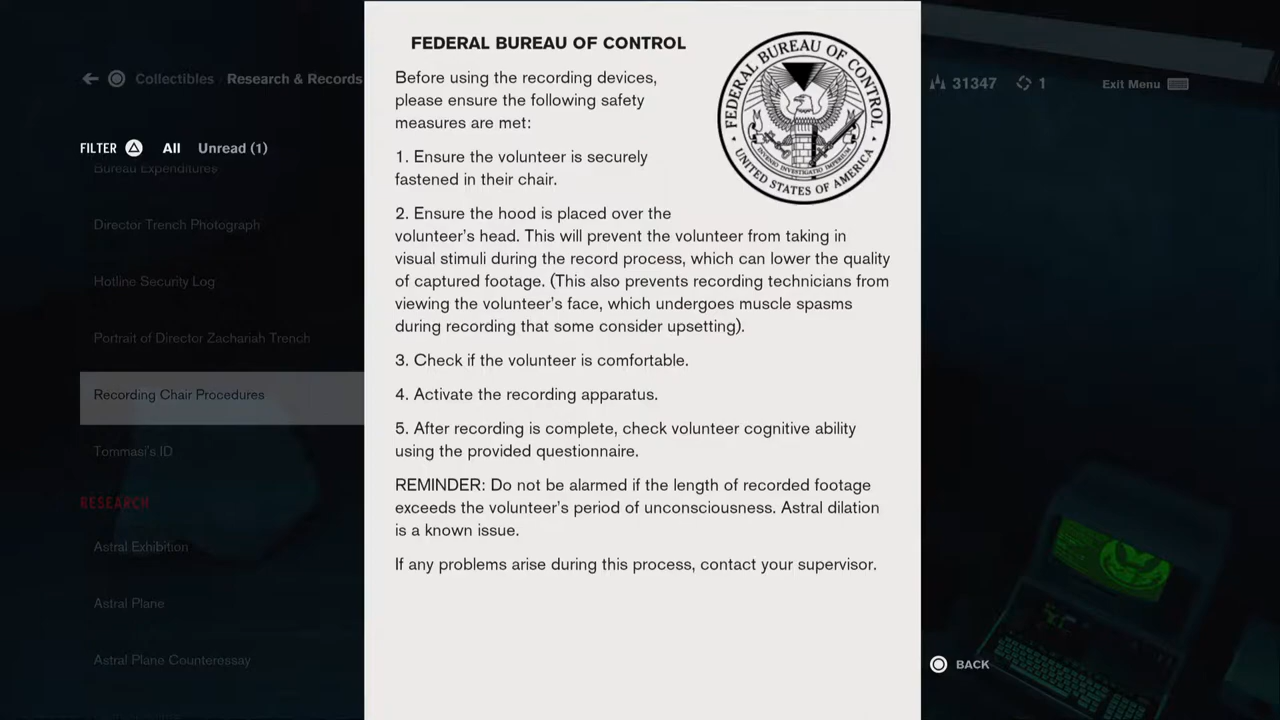 FEDERAL BUREAU OF CONTROL
Before using the recording devices,
please ensure the following safety
measures are met:
1. Ensure the volunteer is securely
fastened in their chair.
2. Ensure the hood is placed over the
volunteer's head. This will prevent the volunteer from taking in
visual stimuli during the record process, which can lower the quality
of captured footage. (This also prevents recording technicians from
viewing the volunteer's face, which undergoes muscle spasms
during recording that some consider upsetting).
3. Check if the volunteer is comfortable.
4. Activate the recording apparatus.
5. After recording is complete, check volunteer cognitive ability
using the provided questionnaire.
REMINDER: Do not be alarmed if the length of recorded footage
exceeds the volunteer's period of unconsciousness. Astral dilation
is a known issue.
If any problems arise during this process, contact your supervisor.
FEDERAL BUREAU OF CONTROL
INVENIO INVESTIGATIO IMPERIUM
UNITED STATES OF AMERICA
Collectibles Research & Records
31347 1 Exit Menu
FILTER All Unread (1)
Bureau Expenditures
Director Trench Photograph
Hotline Security Log
Portrait of Director Zachariah Trench
Recording Chair Procedures
Tommasi's ID
RESEARCH
Astral Exhibition
Astral Plane
Astral Plane Counteressay
BACK